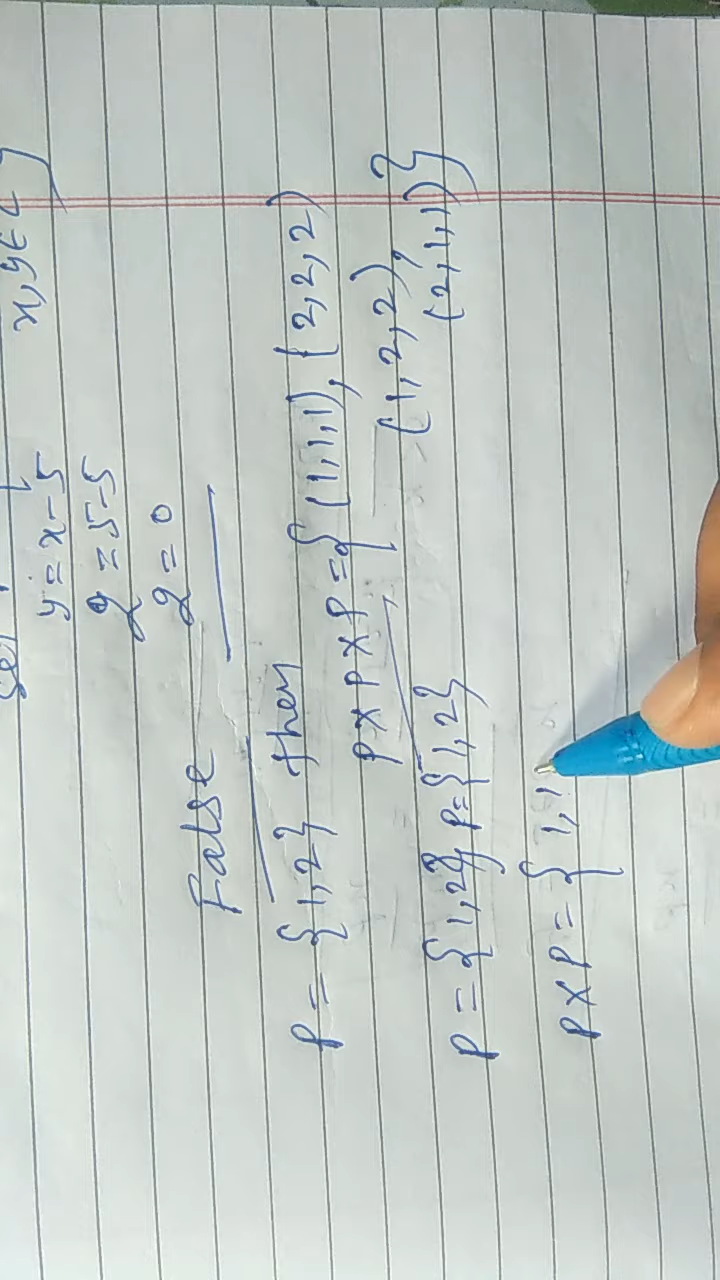 x, y ∈
y = x - 5
2 = 5-5
2 = 0
False
P = {1,2} then
P x P x P = { (1,1,1), (2,2,2)
(1,2,2), (2,1,1) }
P = {1,2}, P = {1,2}
P x P = { 1,1